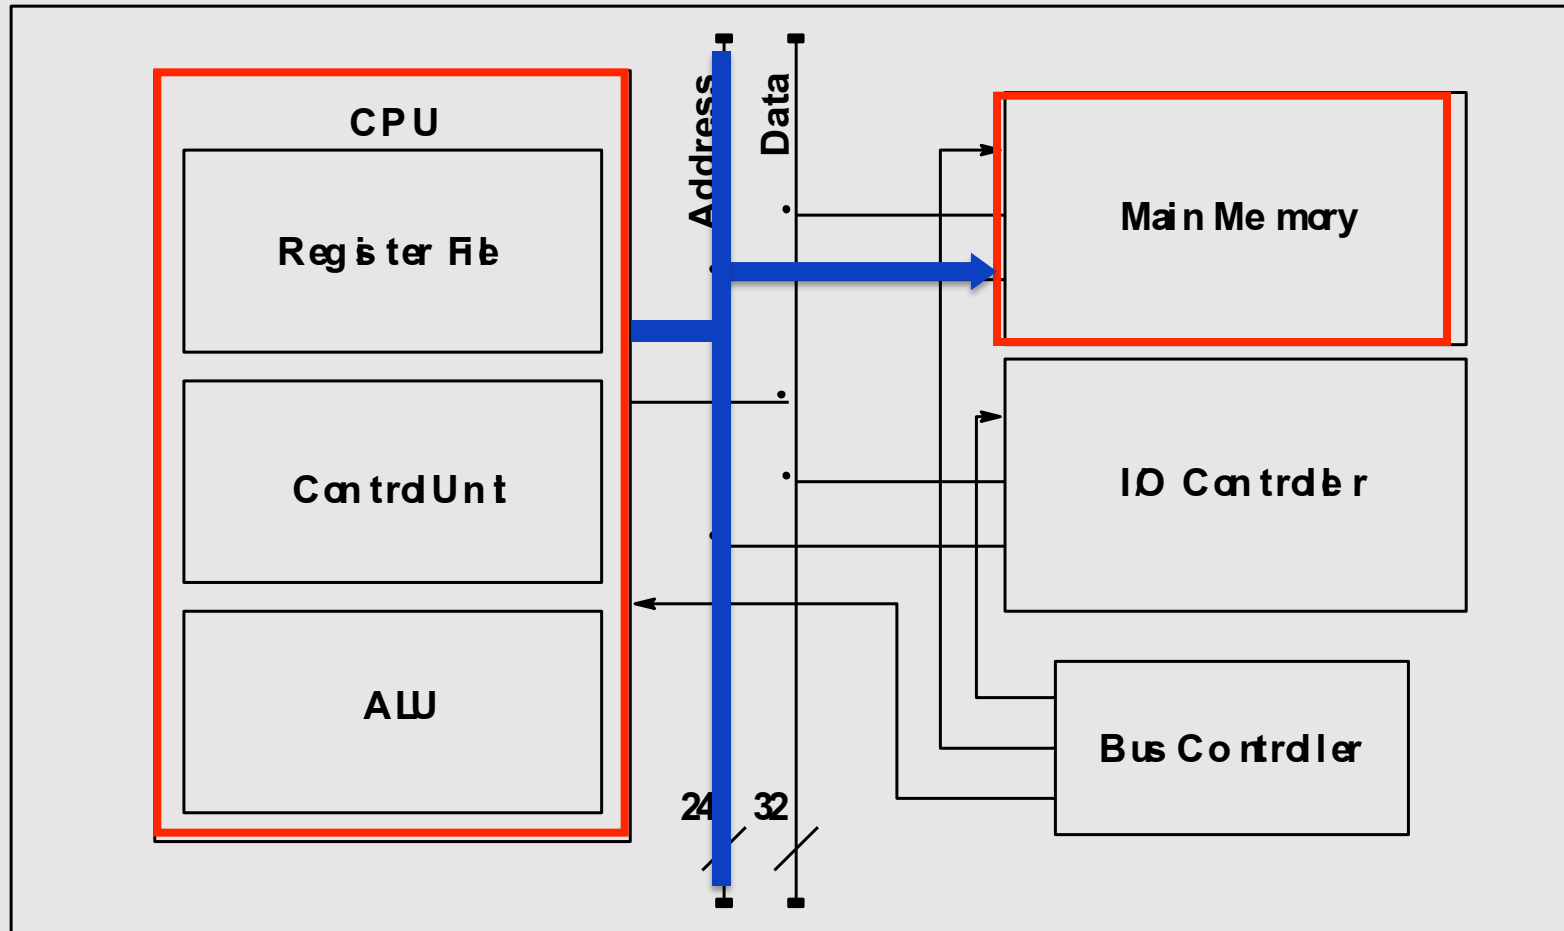 CPU
Register File
Control Unit
ALU
Address
Data
24
32
Main Memory
I/O Controller
Bus Controller